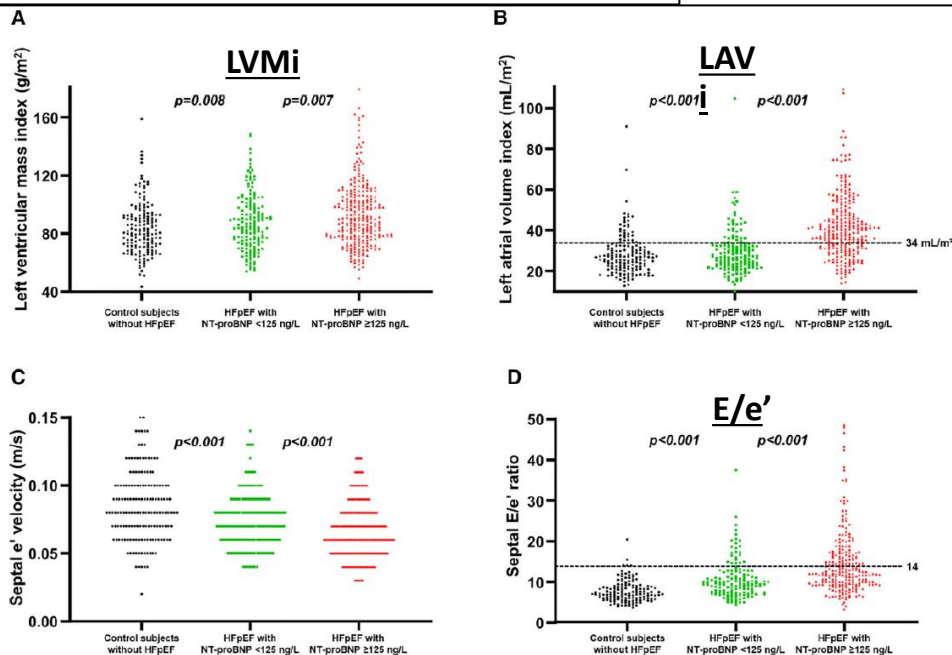 A
LVMi
Left ventricular mass index (g/m²)
p=0.008
p=0.007
160
120
80
40
Control subjects
without HFpEF
HFpEF with
NT-proBNP <125 ng/L
HFpEF with
NT-proBNP ≥125 ng/L
B
LAV
i
Left atrial volume index (mL/m²)
p<0.001
p<0.001
100
80
60
40
20
34 mL/m²
Control subjects
without HFpEF
HFpEF with
NT-proBNP <125 ng/L
HFpEF with
NT-proBNP ≥125 ng/L
C
Septal e' velocity (m/s)
p<0.001
p<0.001
0.15
0.10
0.05
0.00
Control subjects
without HFpEF
HFpEF with
NT-proBNP <125 ng/L
HFpEF with
NT-proBNP ≥125 ng/L
D
E/e’
Septal E/e' ratio
p<0.001
p<0.001
50
40
30
20
10
0
14
Control subjects
without HFpEF
HFpEF with
NT-proBNP <125 ng/L
HFpEF with
NT-proBNP ≥125 ng/L